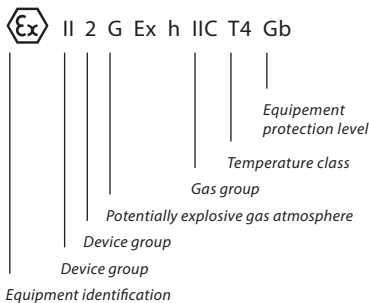 Ex II 2 G Ex h IIC T4 Gb
Equipement
protection level
Temperature class
Gas group
Potentially explosive gas atmosphere
Device group
Device group
Equipment identification